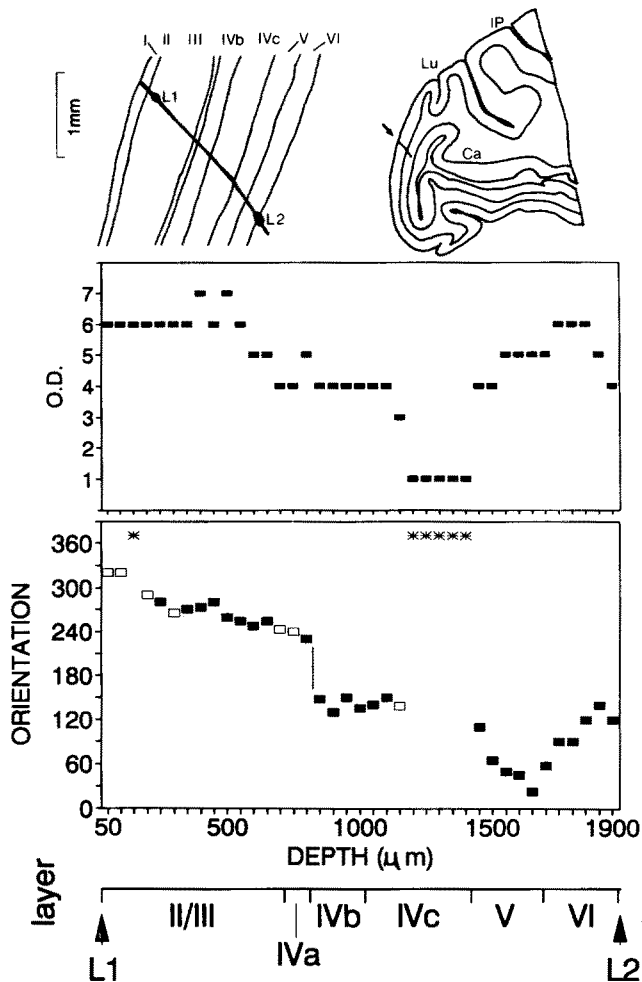 I II III IVb IVc V VI
1mm
L1
L2
IP
Lu
Ca
7
6
5
4
3
2
1
O.D.
360
300
240
180
120
60
0
ORIENTATION
50 500 1000 1500 1900
DEPTH (μm)
layer
II/III IVb IVc V VI
IVa
L1 L2